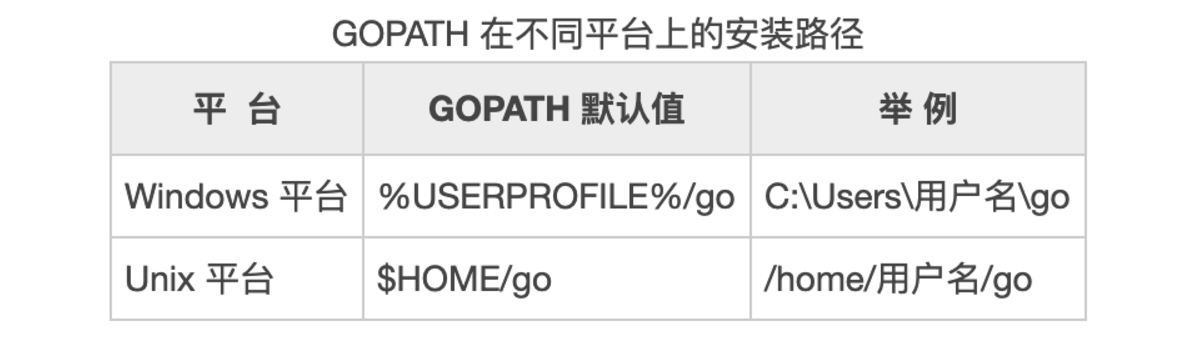 GOPATH 在不同平台上的安装路径
平 台 GOPATH 默认值 举 例
Windows 平台 %USERPROFILE%/go C:\Users\用户名\go
Unix 平台 $HOME/go /home/用户名/go